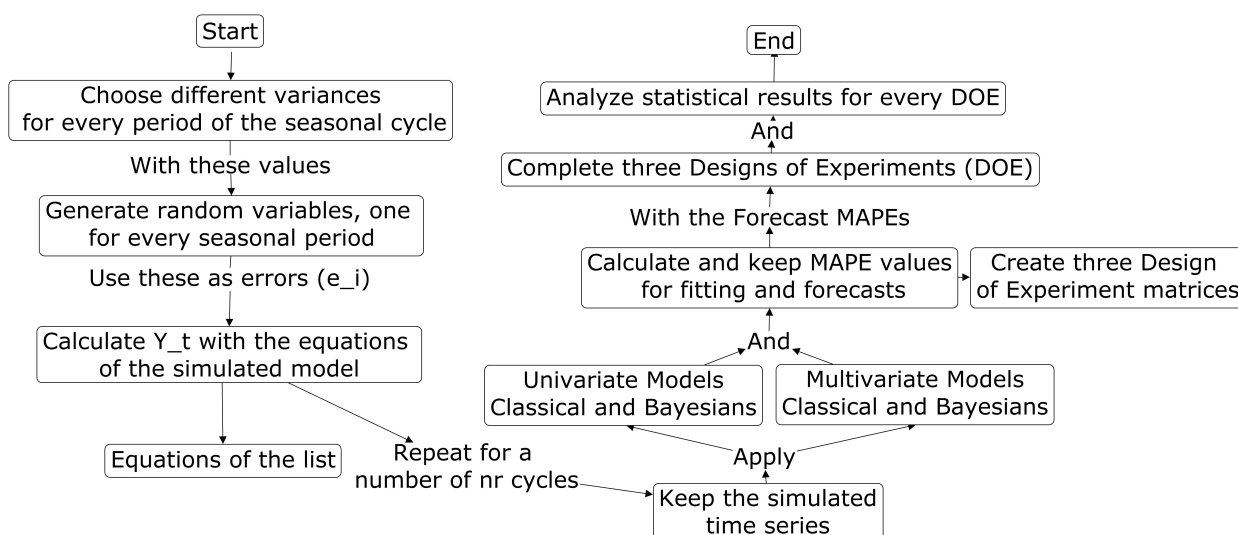 Start
Choose different variances
for every period of the seasonal cycle
With these values
Generate random variables, one
for every seasonal period
Use these as errors (e_i)
Calculate Y_t with the equations
of the simulated model
Equations of the list
Repeat for a
number of nr cycles
Keep the simulated
time series
Apply
Univariate Models
Classical and Bayesians
Multivariate Models
Classical and Bayesians
And
Calculate and keep MAPE values
for fitting and forecasts
Create three Design
of Experiment matrices
With the Forecast MAPEs
Complete three Designs of Experiments (DOE)
And
Analyze statistical results for every DOE
End